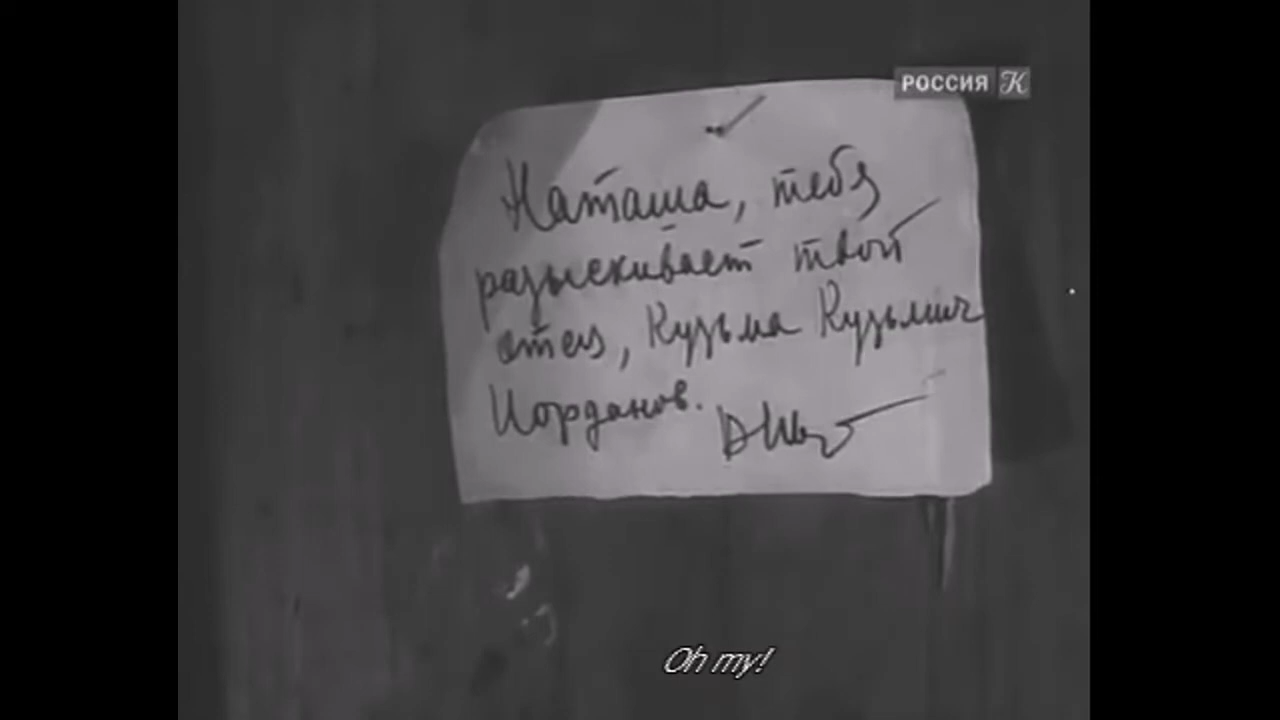 РОССИЯ К
Наташа, тебя
разыскивает твой
отец, Кузьма Кузьмич
Иорданов.
Oh my!